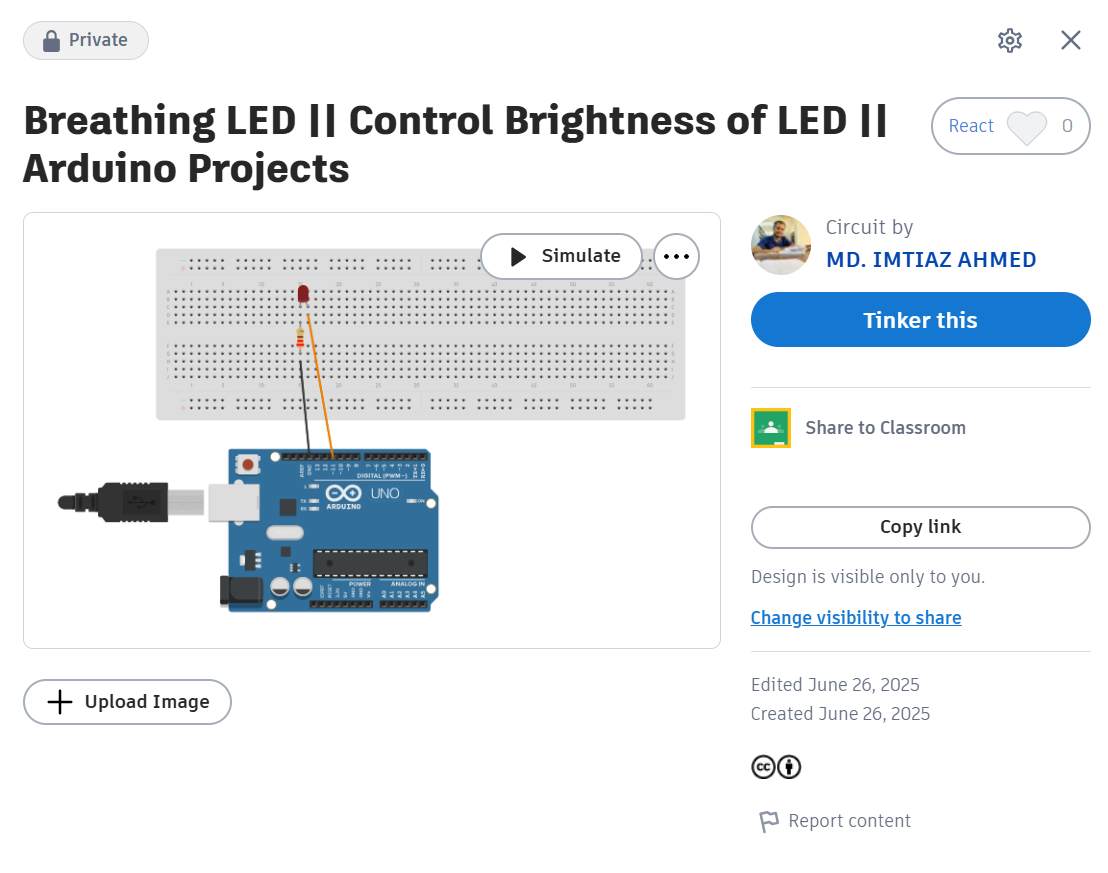 Private
Breathing LED || Control Brightness of LED ||
Arduino Projects
React 0
Simulate
Circuit by
MD. IMTIAZ AHMED
Tinker this
Share to Classroom
Copy link
Design is visible only to you.
Change visibility to share
Edited June 26, 2025
Created June 26, 2025
Upload Image
Report content
DIGITAL (PWM~)
UNO
ARDUINO
POWER
ANALOG IN
cc